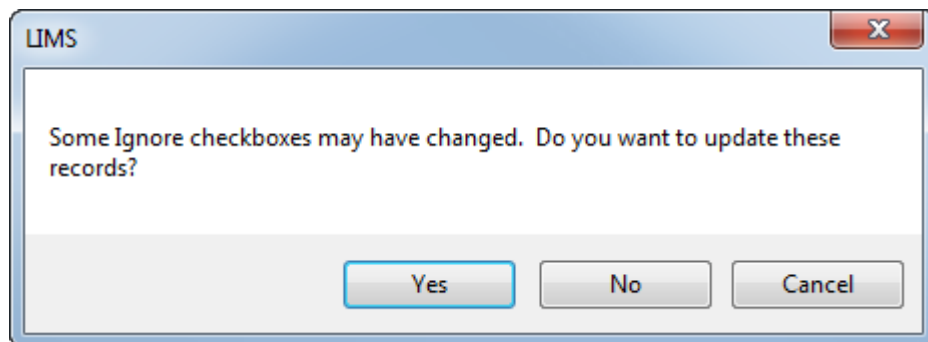 LIMS
Some Ignore checkboxes may have changed.  Do you want to update these
records?
Yes
No
Cancel